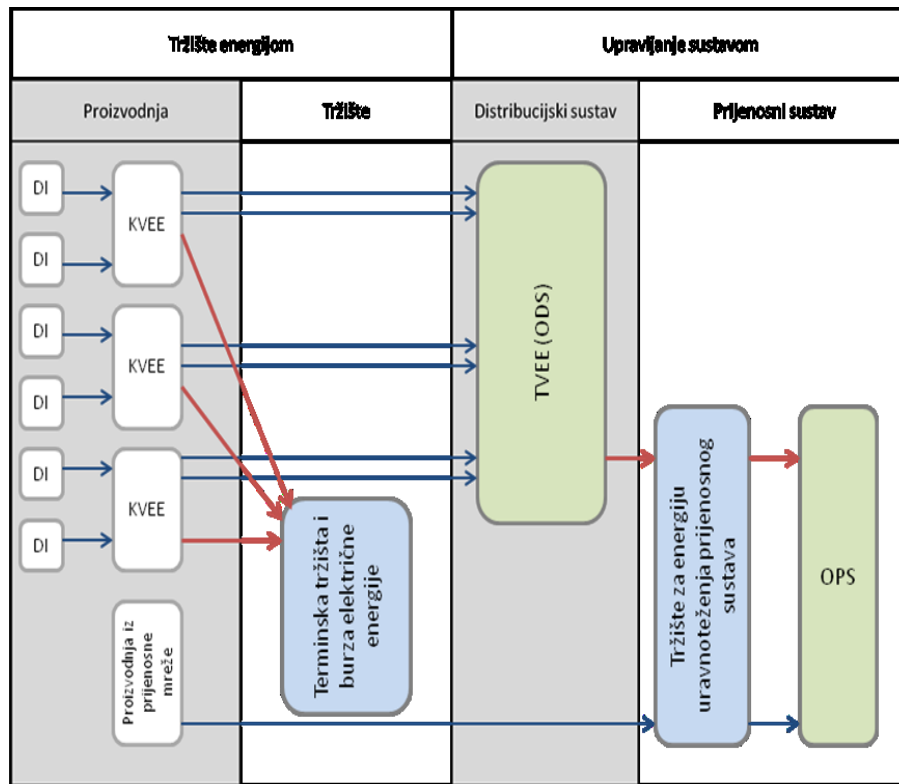 Tržište energijom
Upravljanje sustavom
Proizvodnja
Tržište
Distribucijski sustav
Prijenosni sustav
DI
DI
KVEE
DI
DI
KVEE
DI
DI
KVEE
Proizvodnja iz
prijenosne
mreže
Terminska tržišta i
burza električne
energije
TVEE (ODS)
Tržište za energiju
uravnoteženja prijenosnog
sustava
OPS